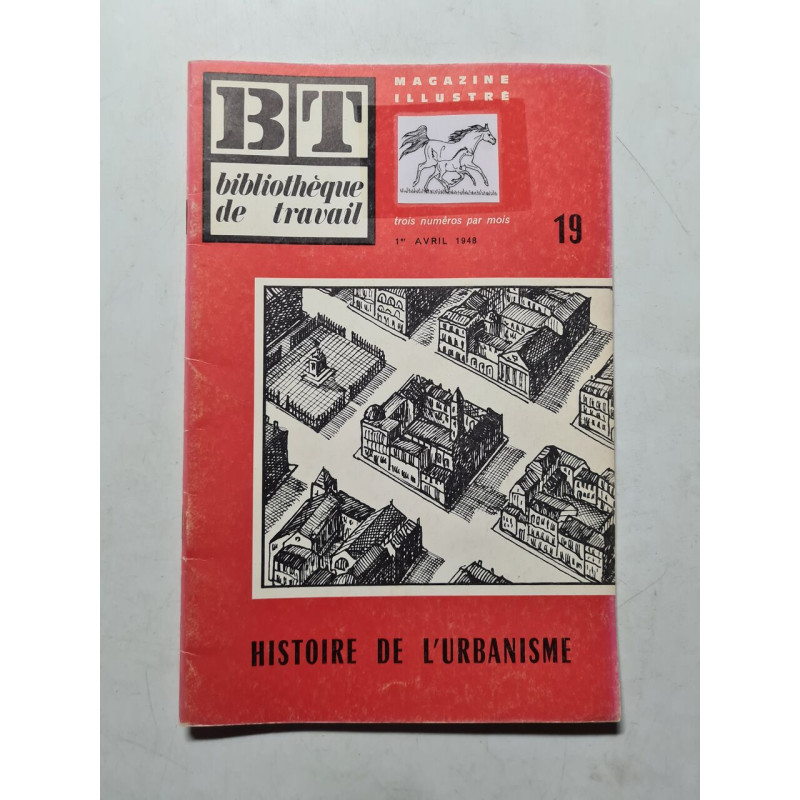 BT
bibliothèque
de travail
MAGAZINE
ILLUSTRÉ
trois numéros par mois
1er AVRIL 1948
19
HISTOIRE DE L'URBANISME